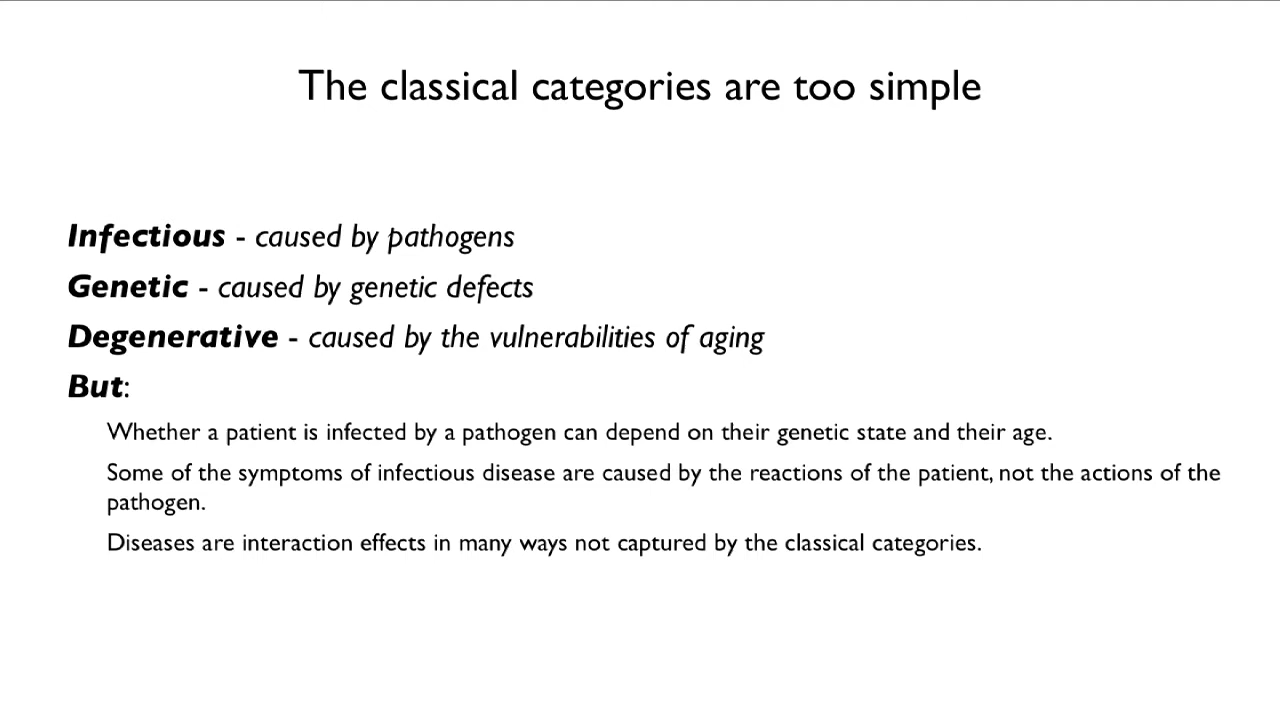 The classical categories are too simple
Infectious - caused by pathogens
Genetic - caused by genetic defects
Degenerative - caused by the vulnerabilities of aging
But:
Whether a patient is infected by a pathogen can depend on their genetic state and their age.
Some of the symptoms of infectious disease are caused by the reactions of the patient, not the actions of the
pathogen.
Diseases are interaction effects in many ways not captured by the classical categories.